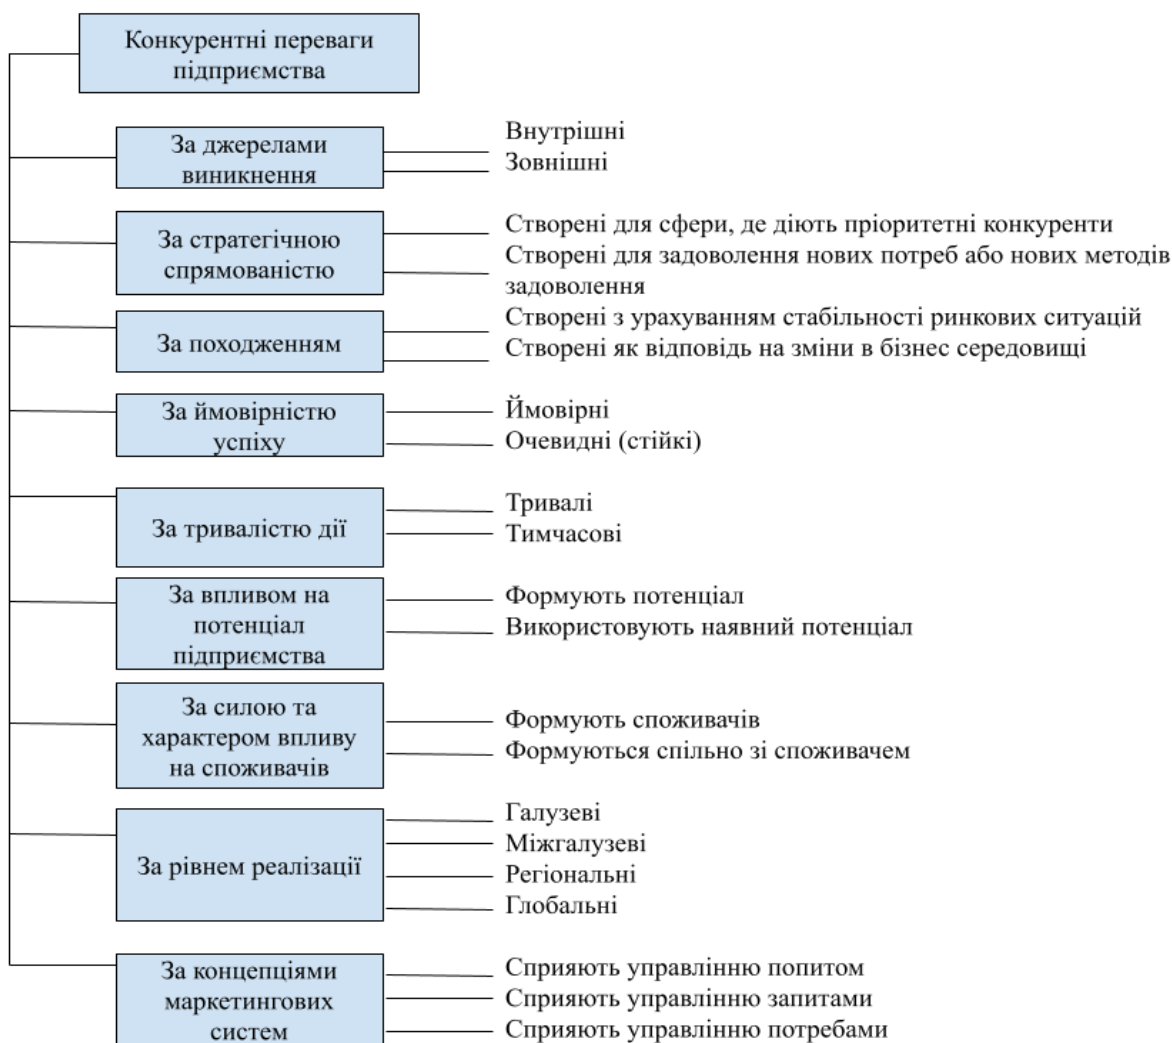 Конкурентні переваги
підприємства
За джерелами
виникнення
Внутрішні
Зовнішні
За стратегічною
спрямованістю
Створені для сфери, де діють пріоритетні конкуренти
Створені для задоволення нових потреб або нових методів
задоволення
За походженням
Створені з урахуванням стабільності ринкових ситуацій
Створені як відповідь на зміни в бізнес середовищі
За ймовірністю
успіху
Ймовірні
Очевидні (стійкі)
За тривалістю дії
Тривалі
Тимчасові
За впливом на
потенціал
підприємства
Формують потенціал
Використовують наявний потенціал
За силою та
характером впливу
на споживачів
Формують споживачів
Формуються спільно зі споживачем
За рівнем реалізації
Галузеві
Міжгалузеві
Регіональні
Глобальні
За концепціями
маркетингових
систем
Сприяють управлінню попитом
Сприяють управлінню запитами
Сприяють управлінню потребами